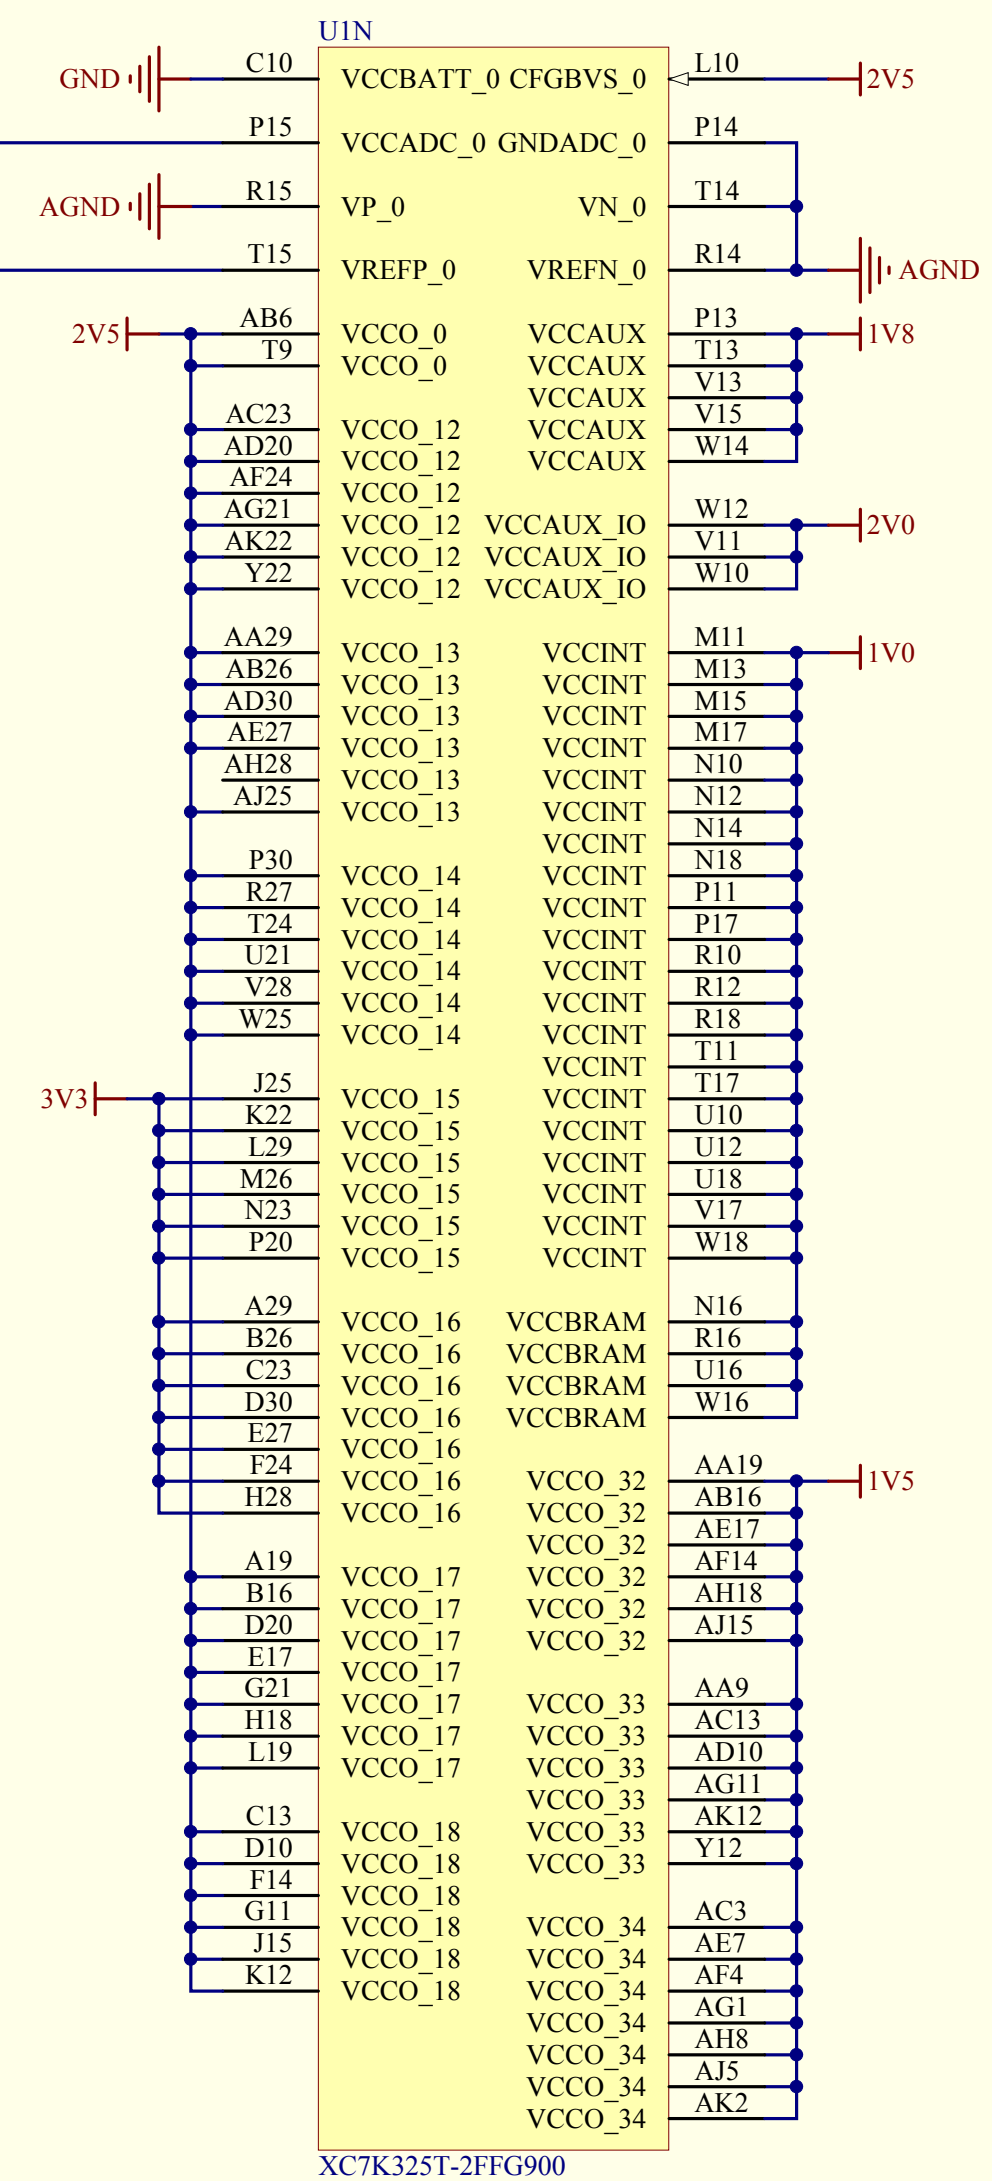 U1N
GND C10 VCCBATT_0 CFGBVS_0 L10 2V5
P15 VCCADC_0 GNDADC_0 P14
AGND R15 VP_0 VN_0 T14
T15 VREFP_0 VREFN_0 R14 AGND
2V5 AB6 VCCO_0 VCCAUX P13 1V8
T9 VCCO_0 VCCAUX T13
VCCAUX V13
AC23 VCCO_12 VCCAUX V15
AD20 VCCO_12 VCCAUX W14
AF24 VCCO_12
AG21 VCCO_12 VCCAUX_IO W12 2V0
AK22 VCCO_12 VCCAUX_IO V11
Y22 VCCO_12 VCCAUX_IO W10
AA29 VCCO_13 VCCINT M11 1V0
AB26 VCCO_13 VCCINT M13
AD30 VCCO_13 VCCINT M15
AE27 VCCO_13 VCCINT M17
AH28 VCCO_13 VCCINT N10
AJ25 VCCO_13 VCCINT N12
VCCINT N14
P30 VCCO_14 VCCINT N18
R27 VCCO_14 VCCINT P11
T24 VCCO_14 VCCINT P17
U21 VCCO_14 VCCINT R10
V28 VCCO_14 VCCINT R12
W25 VCCO_14 VCCINT R18
VCCINT T11
3V3 J25 VCCO_15 VCCINT T17
K22 VCCO_15 VCCINT U10
L29 VCCO_15 VCCINT U12
M26 VCCO_15 VCCINT U18
N23 VCCO_15 VCCINT V17
P20 VCCO_15 VCCINT W18
A29 VCCO_16 VCCBRAM N16
B26 VCCO_16 VCCBRAM R16
C23 VCCO_16 VCCBRAM U16
D30 VCCO_16 VCCBRAM W16
E27 VCCO_16
F24 VCCO_16 VCCO_32 AA19 1V5
H28 VCCO_16 VCCO_32 AB16
VCCO_32 AE17
A19 VCCO_17 VCCO_32 AF14
B16 VCCO_17 VCCO_32 AH18
D20 VCCO_17 VCCO_32 AJ15
E17 VCCO_17
G21 VCCO_17 VCCO_33 AA9
H18 VCCO_17 VCCO_33 AC13
L19 VCCO_17 VCCO_33 AD10
VCCO_33 AG11
C13 VCCO_18 VCCO_33 AK12
D10 VCCO_18 VCCO_33 Y12
F14 VCCO_18
G11 VCCO_18 VCCO_34 AC3
J15 VCCO_18 VCCO_34 AE7
K12 VCCO_18 VCCO_34 AF4
VCCO_34 AG1
VCCO_34 AH8
VCCO_34 AJ5
VCCO_34 AK2
XC7K325T-2FFG900